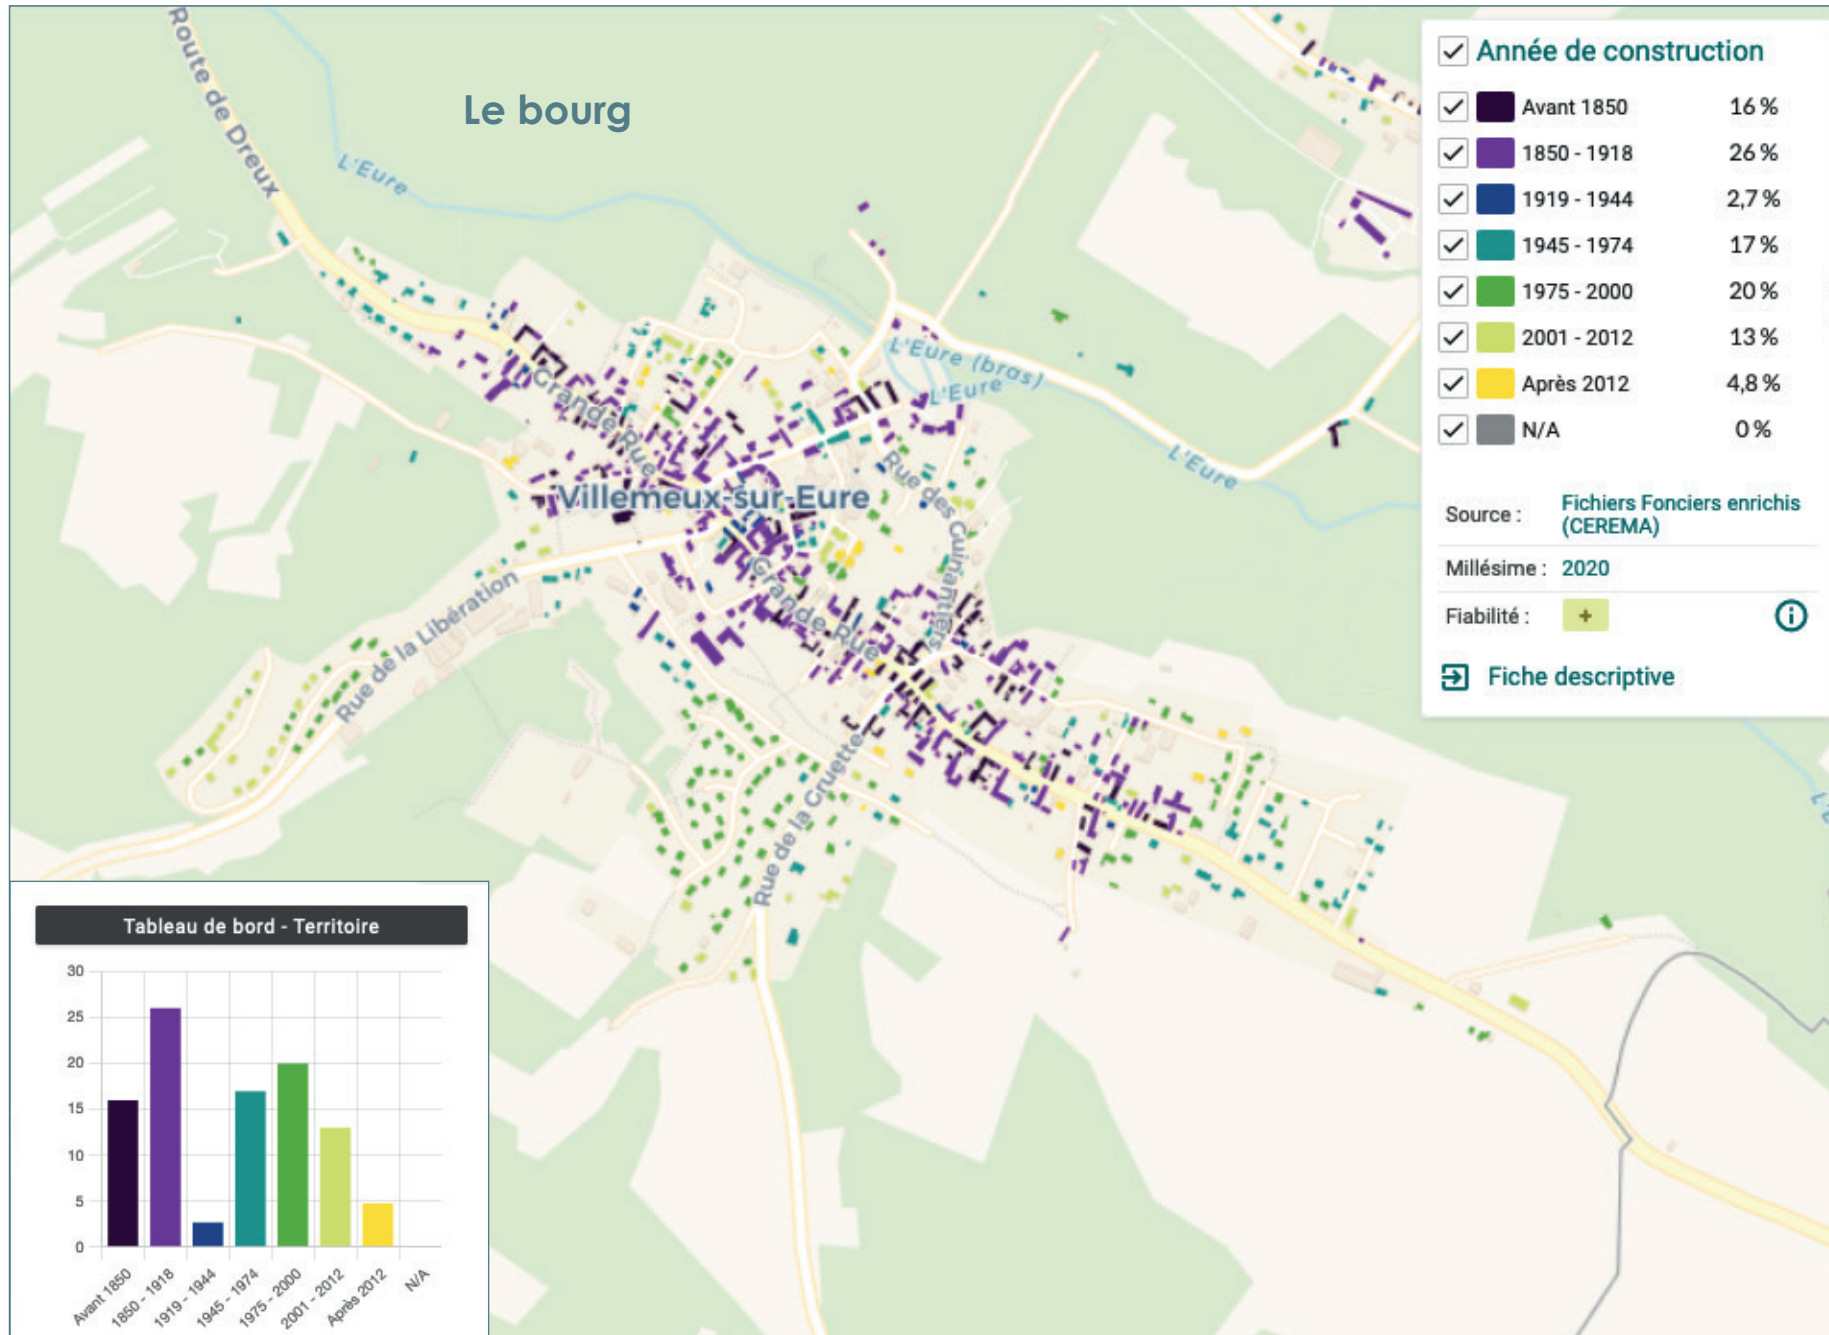 Le bourg
Route de Dreux
L'Eure
L'Eure (bras)
L'Eure
L'Eure
Grande Rue
Villemeux-sur-Eure
Rue des Guinantiers
Grande Rue
Rue de la Libération
Rue de la Gruette
Année de construction
Avant 1850 16 %
1850 - 1918 26 %
1919 - 1944 2,7 %
1945 - 1974 17 %
1975 - 2000 20 %
2001 - 2012 13 %
Après 2012 4,8 %
N/A 0 %
Source : Fichiers Fonciers enrichis
(CEREMA)
Millésime : 2020
Fiabilité : +
Fiche descriptive
Tableau de bord - Territoire
30
25
20
15
10
5
0
Avant 1850
1850 - 1918
1919 - 1944
1945 - 1974
1975 - 2000
2001 - 2012
Après 2012
N/A